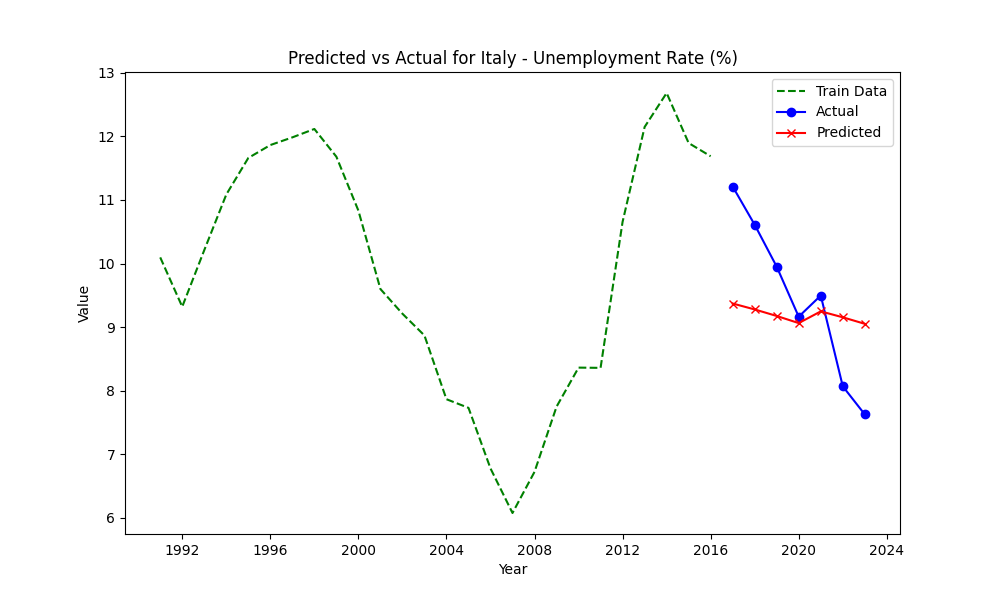 Predicted vs Actual for Italy - Unemployment Rate (%)
Train Data
Actual
Predicted
Value
13
12
11
10
9
8
7
6
1992 1996 2000 2004 2008 2012 2016 2020 2024
Year